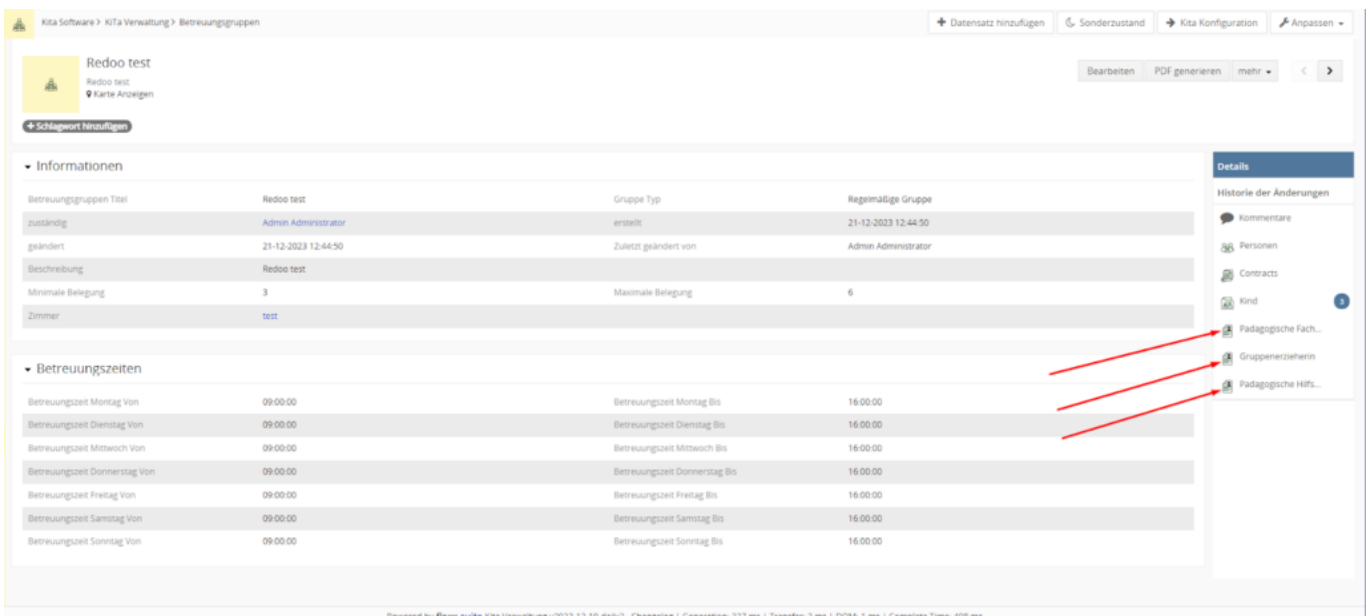 Kita Software > KiTa Verwaltung > Betreuungsgruppen
Datensatz hinzufügen Sonderzustand Kita Konfiguration Anpassen
Redoo test
Redoo test
Karte Anzeigen
Bearbeiten PDF generieren mehr
+ Schlagwort hinzufügen
Informationen
Betreuungsgruppen Titel Redoo test Gruppe Typ Regelmäßige Gruppe
zuständig Admin Administrator erstellt 21-12-2023 12:44:50
geändert 21-12-2023 12:44:50 Zuletzt geändert von Admin Administrator
Beschreibung Redoo test
Minimale Belegung 3 Maximale Belegung 6
Zimmer test
Betreuungszeiten
Betreuungszeit Montag Von 09:00:00 Betreuungszeit Montag Bis 16:00:00
Betreuungszeit Dienstag Von 09:00:00 Betreuungszeit Dienstag Bis 16:00:00
Betreuungszeit Mittwoch Von 09:00:00 Betreuungszeit Mittwoch Bis 16:00:00
Betreuungszeit Donnerstag Von 09:00:00 Betreuungszeit Donnerstag Bis 16:00:00
Betreuungszeit Freitag Von 09:00:00 Betreuungszeit Freitag Bis 16:00:00
Betreuungszeit Samstag Von 09:00:00 Betreuungszeit Samstag Bis 16:00:00
Betreuungszeit Sonntag Von 09:00:00 Betreuungszeit Sonntag Bis 16:00:00
Details
Historie der Änderungen
Kommentare
Personen
Contracts
Kind 3
Pädagogische Fach...
Gruppenerzieherin
Pädagogische Hilfs...